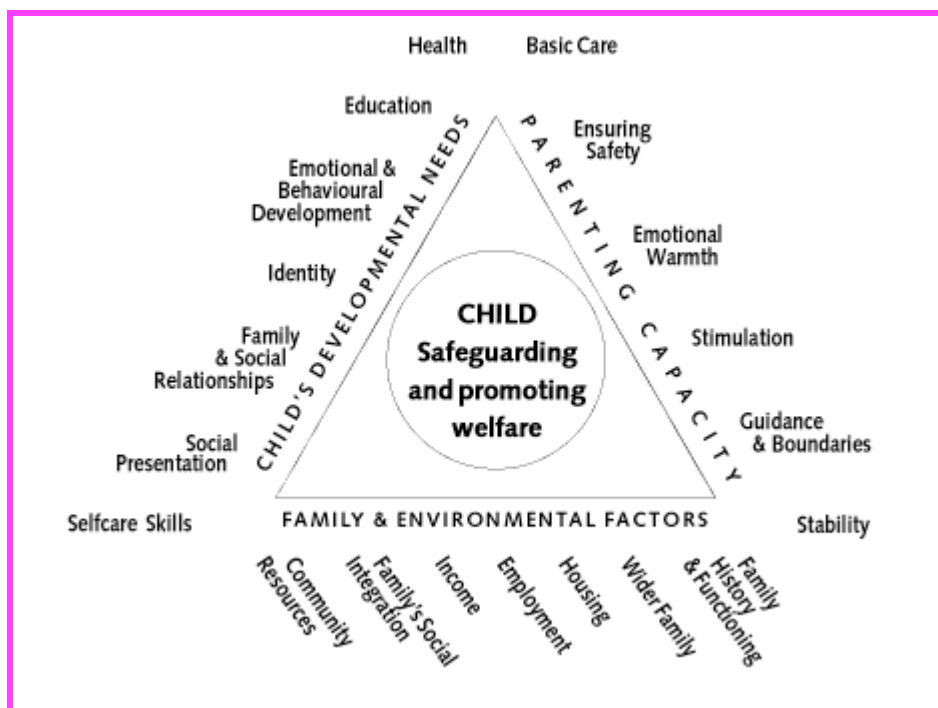 Health
Basic Care
Education
Ensuring
Safety
Emotional &
Behavioural
Development
Emotional
Warmth
Identity
Family
& Social
Relationships
Stimulation
Social
Presentation
Guidance
& Boundaries
Selfcare Skills
Stability
CHILD'S DEVELOPMENTAL NEEDS
PARENTING CAPACITY
CHILD
Safeguarding
and promoting
welfare
FAMILY & ENVIRONMENTAL FACTORS
Community
Resources
Family's Social
Integration
Income
Employment
Housing
Wider Family
Family
History
& Functioning